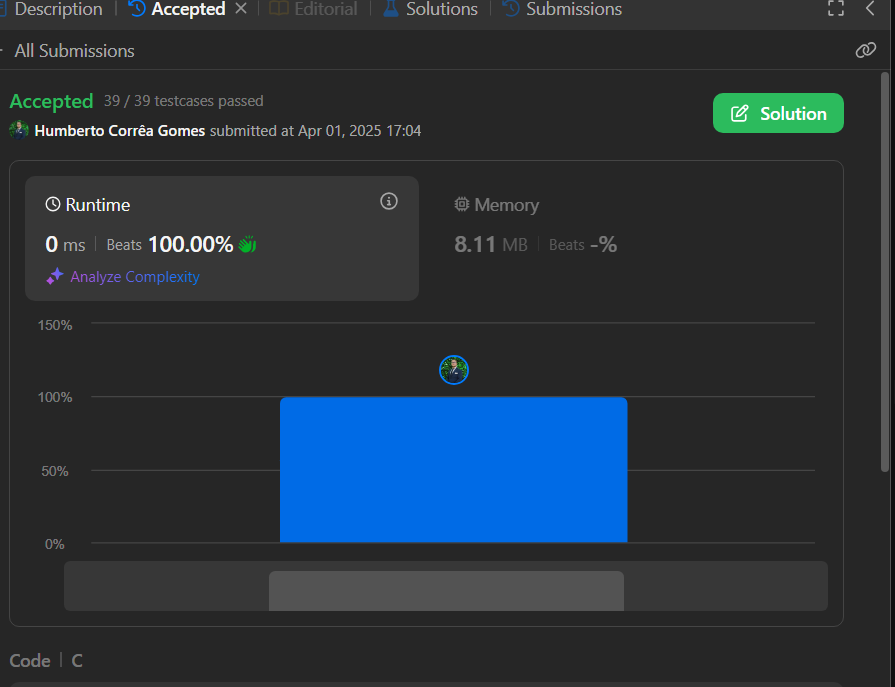 Description | Accepted × | Editorial | Solutions | Submissions
All Submissions
Accepted 39 / 39 testcases passed
Humberto Corrêa Gomes submitted at Apr 01, 2025 17:04
Solution
Runtime
0 ms | Beats 100.00%
Analyze Complexity
Memory
8.11 MB | Beats -%
150%
100%
50%
0%
Code | C